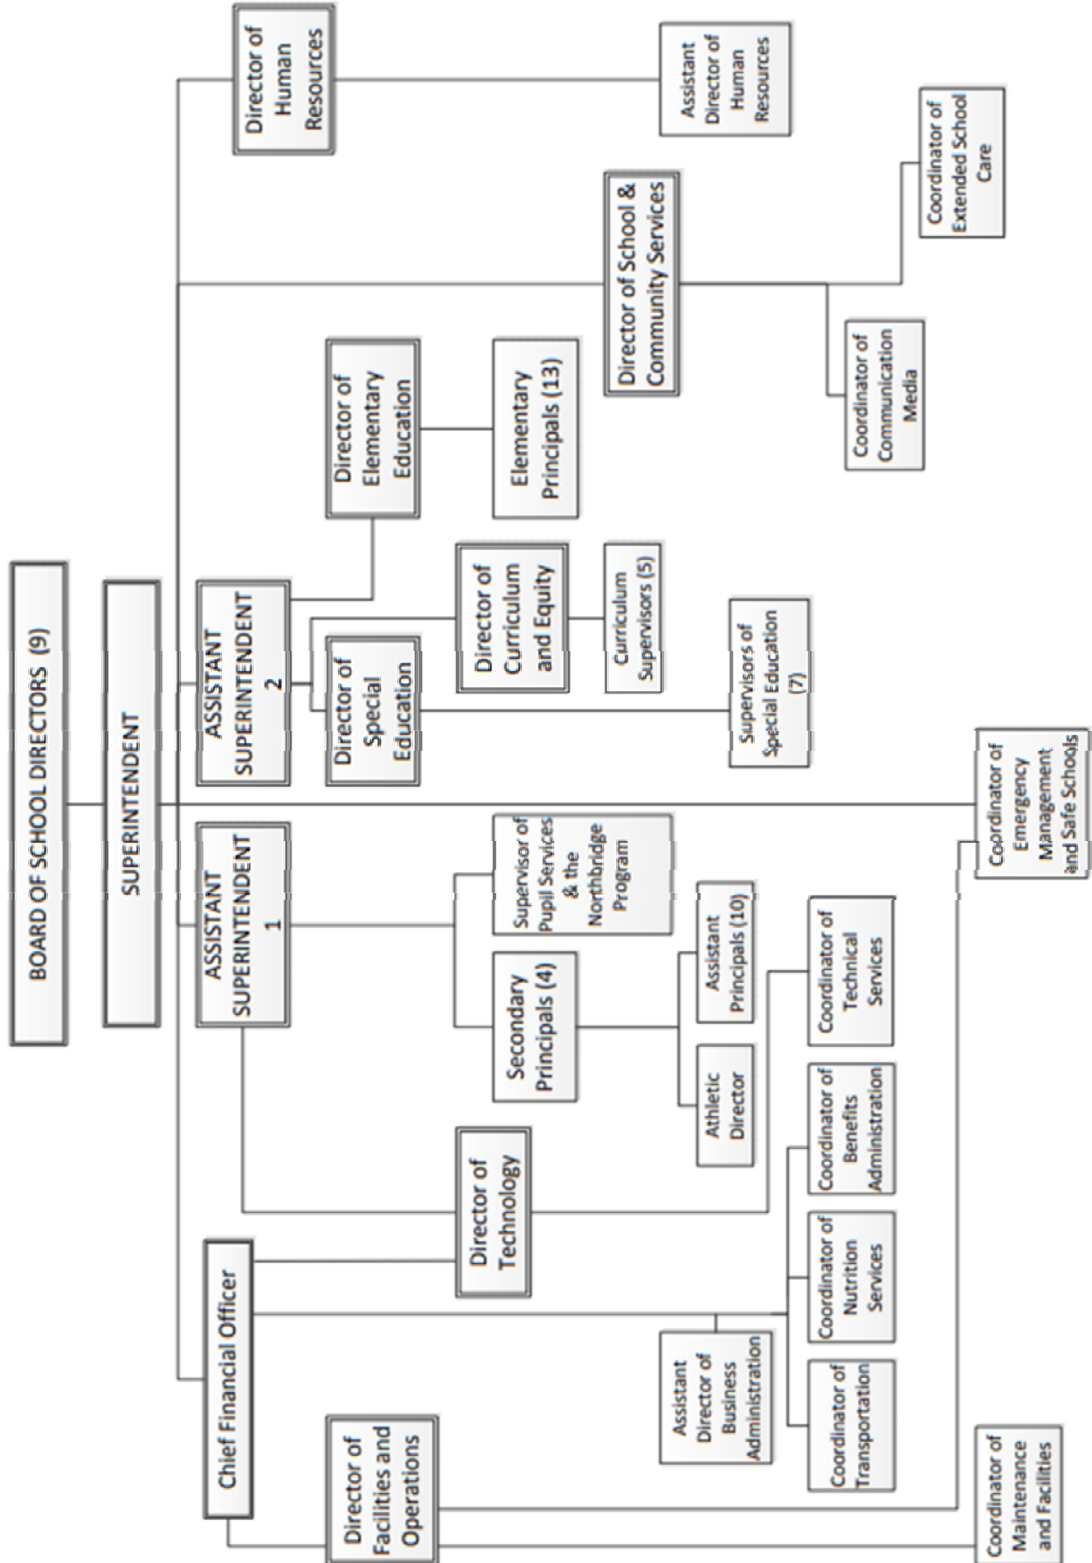 BOARD OF SCHOOL DIRECTORS (9)
SUPERINTENDENT
Chief Financial Officer
ASSISTANT
SUPERINTENDENT
1
ASSISTANT
SUPERINTENDENT
2
Director of
Human
Resources
Director of
Facilities and
Operations
Director of
Special
Education
Director of
Elementary
Education
Director of
Technology
Secondary
Principals (4)
Supervisor of
Pupil Services
& the
Northbridge
Program
Director of
Curriculum
and Equity
Elementary
Principals (13)
Curriculum
Supervisors (5)
Director of School &
Community Services
Assistant
Director of
Business
Administration
Athletic
Director
Assistant
Principals (10)
Supervisors of
Special Education
(7)
Assistant
Director of
Human
Resources
Coordinator of
Transportation
Coordinator of
Nutrition
Services
Coordinator of
Benefits
Administration
Coordinator of
Technical
Services
Coordinator of
Communication
Media
Coordinator of
Extended School
Care
Coordinator of
Maintenance
and Facilities
Coordinator of
Emergency
Management
and Safe Schools